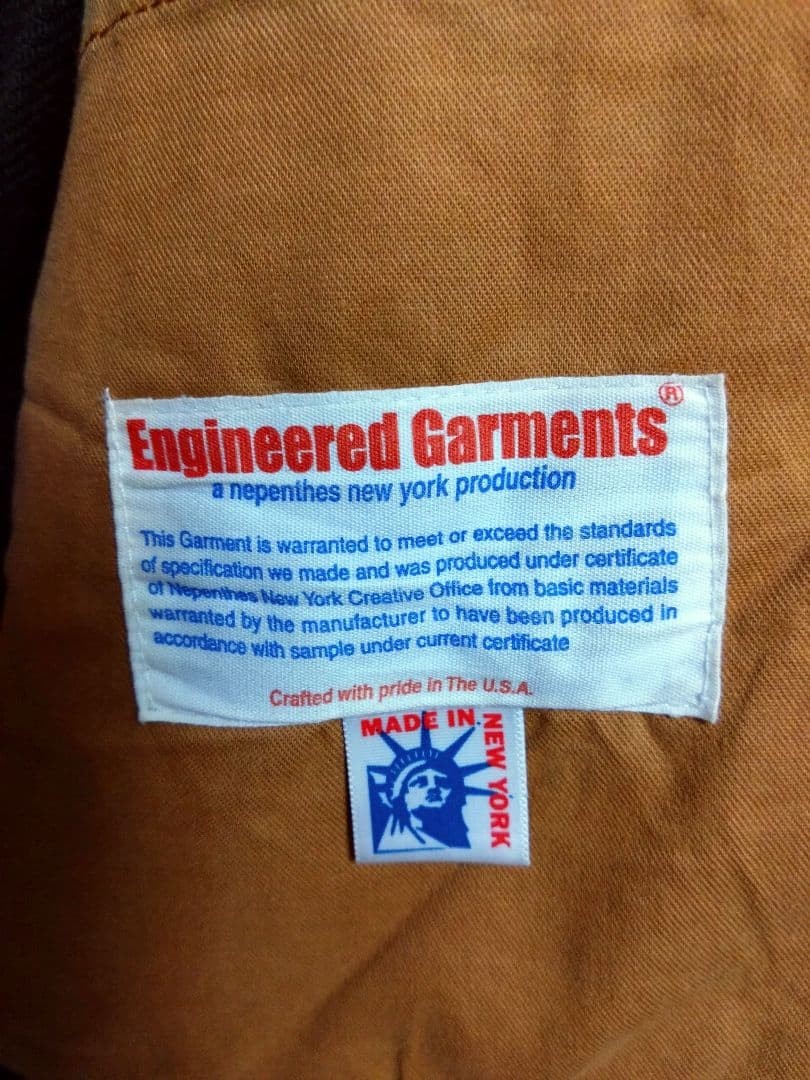 Engineered Garments®
a nepenthes new york production
This Garment is warranted to meet or exceed the standards
of specification we made and was produced under certificate
of Nepenthes New York Creative Office from basic materials
warranted by the manufacturer to have been produced in
accordance with sample under current certificate
Crafted with pride in The U.S.A.
MADE IN
NEW YORK